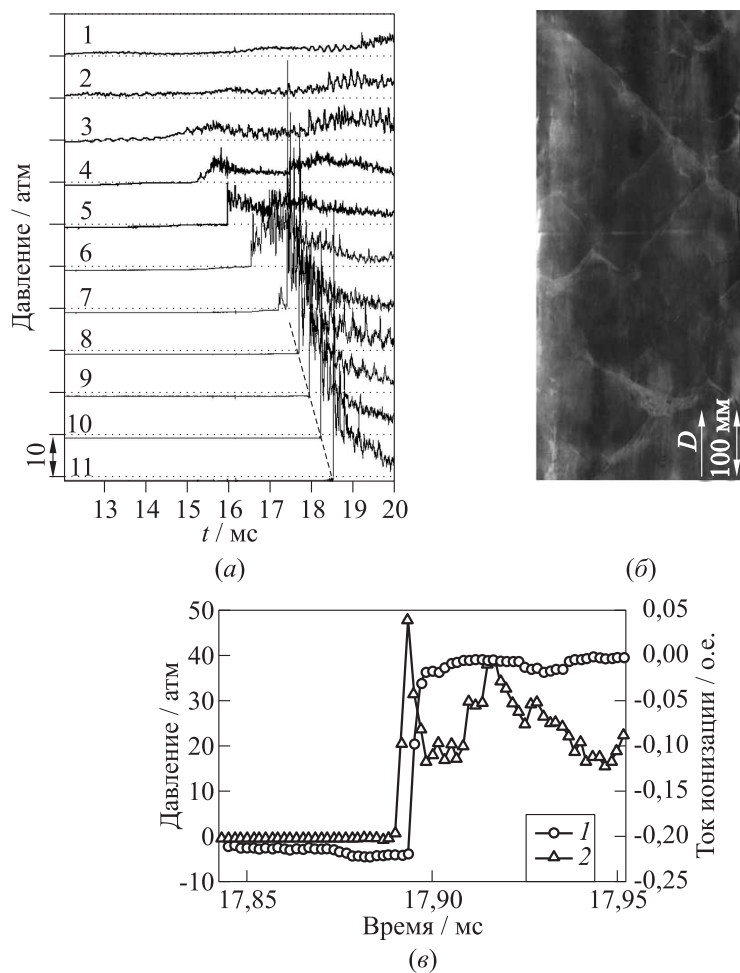 Давление / атм
1
2
3
4
5
6
7
8
9
10
11
10
13 14 15 16 17 18 19 20
t / мс
(а)
D
100 мм
(б)
Давление / атм
50
40
30
20
10
0
-10
0,05
0,00
-0,05
-0,10
-0,15
-0,20
-0,25
Ток ионизации / о.е.
1
2
17,85 17,90 17,95
Время / мс
(в)